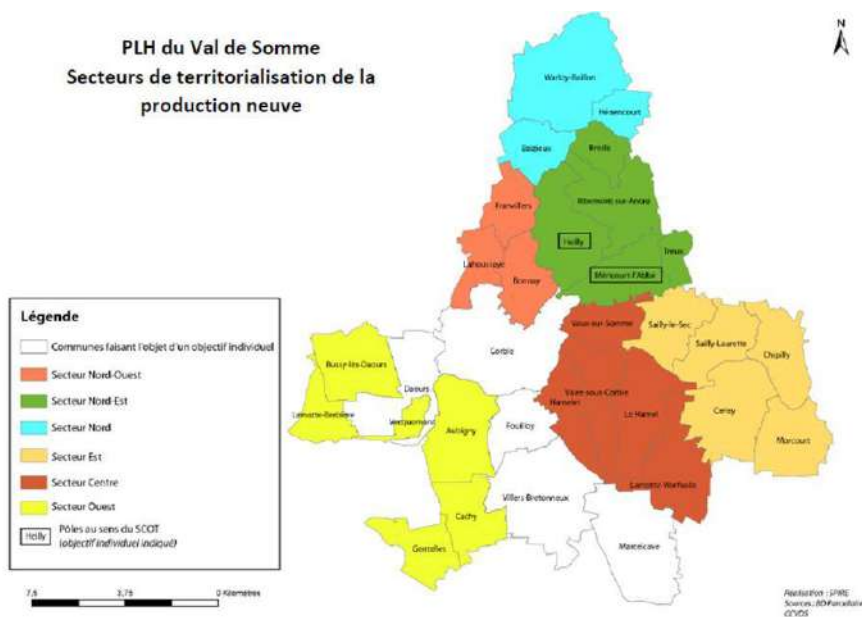 PLH du Val de Somme
Secteurs de territorialisation de la
production neuve
N
Warloy-Baillon
Hénencourt
Baizieux
Bresle
Franvillers
Ribemont-sur-Ancre
Heilly
Treux
Lahoussoye
Méricourt-l'Abbé
Bonnay
Vaux-sur-Somme
Sailly-le-Sec
Sailly-Laurette
Chipilly
Corbie
Bussy-lès-Daours
Daours
Lamotte-Brebière
Vecquemont
Aubigny
Fouilloy
Vaire-sous-Corbie
Hamelet
Le Hamel
Cerisy
Morcourt
Villers-Bretonneux
Lamotte-Warfusée
Cachy
Gentelles
Marcelcave
Légende
Communes faisant l'objet d'un objectif individuel
Secteur Nord-Ouest
Secteur Nord-Est
Secteur Nord
Secteur Est
Secteur Centre
Secteur Ouest
Heilly
Pôles au sens du SCOT
(objectif individuel indiqué)
7,5 3,75 0 Kilomètres
Réalisation : SPIRE
Sources : BD Parcellaire
CCVDS